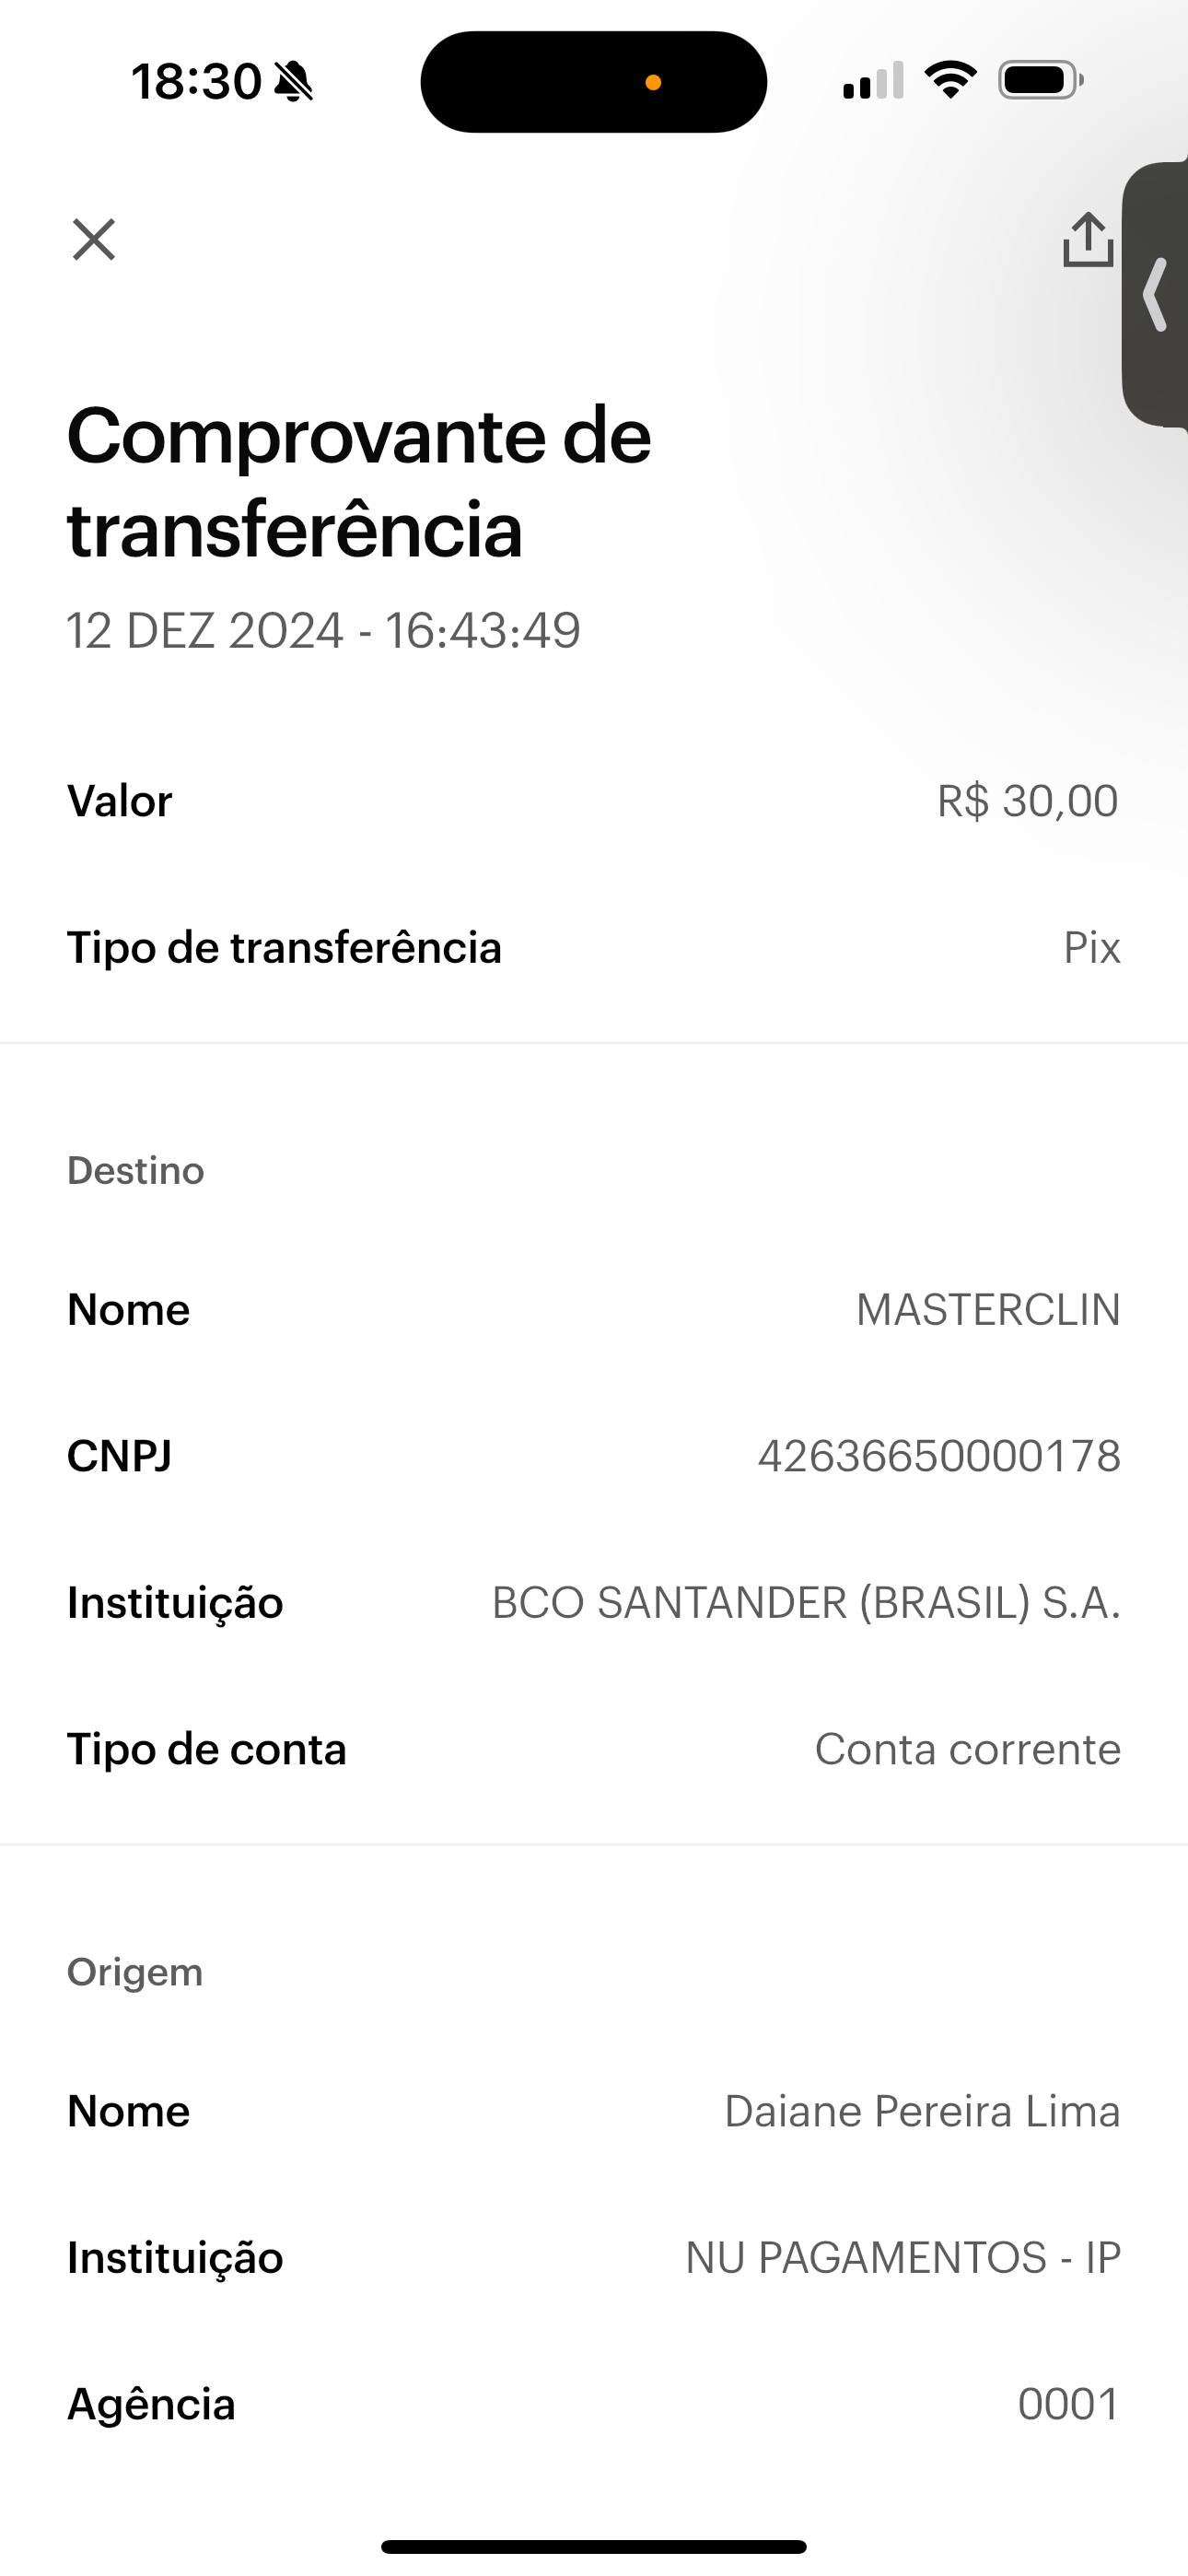 18:30
Comprovante de
transferência
12 DEZ 2024 - 16:43:49
Valor R$ 30,00
Tipo de transferência Pix
Destino
Nome MASTERCLIN
CNPJ 42636650000178
Instituição BCO SANTANDER (BRASIL) S.A.
Tipo de conta Conta corrente
Origem
Nome Daiane Pereira Lima
Instituição NU PAGAMENTOS - IP
Agência 0001